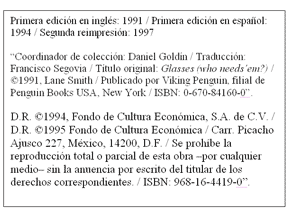 Primera edición en inglés: 1991 / Primera edición en español:
1994 / Segunda reimpresión: 1997
“Coordinador de colección: Daniel Goldin / Traducción:
Francisco Segovia / Titulo original: Glasses (who needs’em?) /
©1991, Lane Smith / Publicado por Viking Penguin, filial de
Penguin Books USA, New York / ISBN: 0-670-84160-0”.
D.R. ©1994, Fondo de Cultura Económica, S.A. de C.V. /
D.R. ©1995 Fondo de Cultura Económica / Carr. Picacho
Ajusco 227, México, 14200, D.F. / Se prohibe la
reproducción total o parcial de esta obra –por cualquier
medio– sin la anuencia por escrito del titular de los
derechos correspondientes. / ISBN: 968-16-4419-0”.